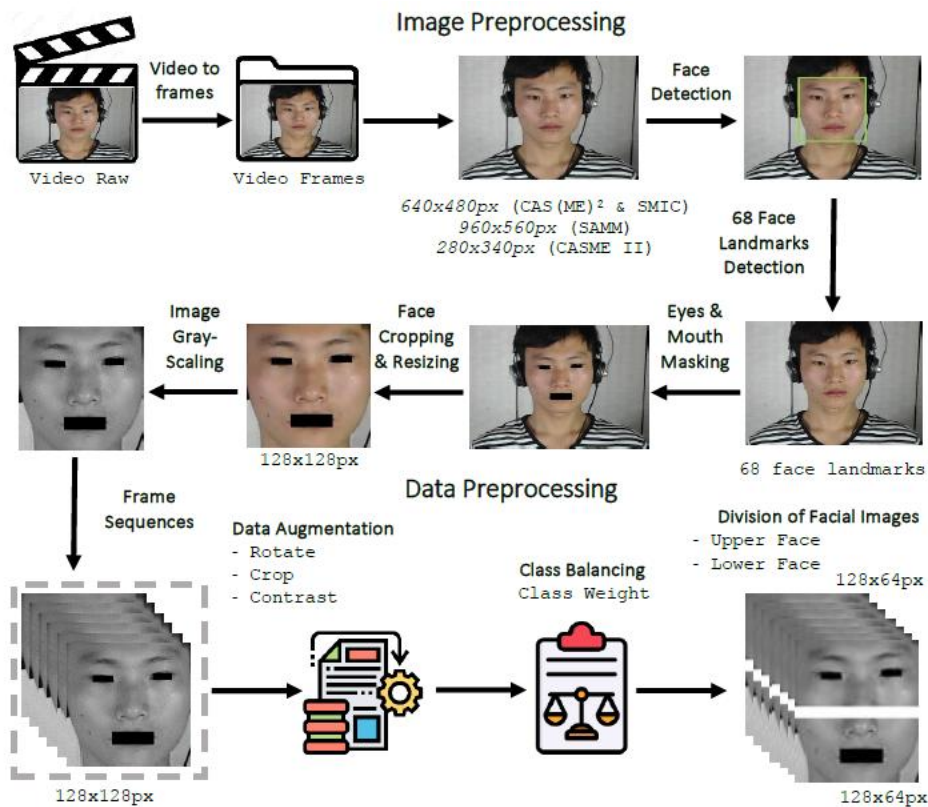 Image Preprocessing
Video to
frames
Face
Detection
Video Raw
Video Frames
640x480px (CAS(ME)² & SMIC)
960x560px (SAMM)
280x340px (CASME II)
68 Face
Landmarks
Detection
Image
Gray-
Scaling
Face
Cropping
& Resizing
Eyes &
Mouth
Masking
128x128px
68 face landmarks
Data Preprocessing
Frame
Sequences
Data Augmentation
- Rotate
- Crop
- Contrast
Class Balancing
Class Weight
Division of Facial Images
- Upper Face
- Lower Face
128x64px
128x128px
128x64px